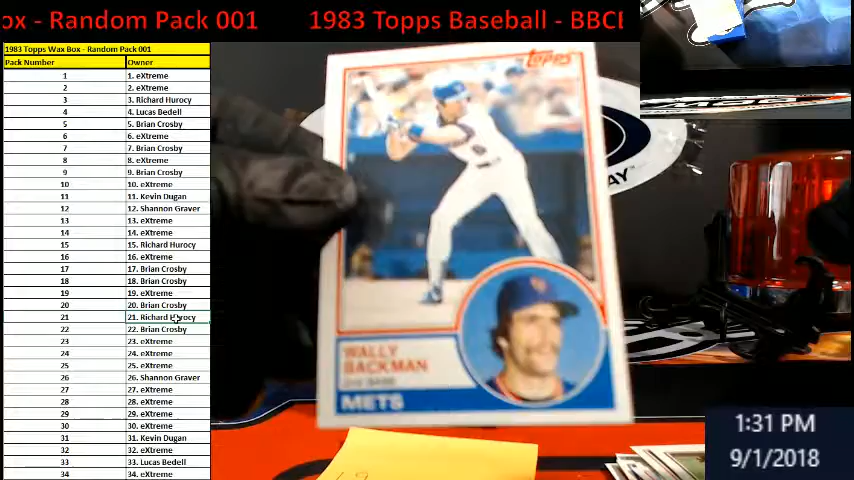 ox - Random Pack 001 1983 Topps Baseball - BBCE
1983 Topps Wax Box - Random Pack 001
Pack Number Owner
1 1. eXtreme
2 2. eXtreme
3 3. Richard Hurocy
4 4. Lucas Bedell
5 5. Brian Crosby
6 6. eXtreme
7 7. Brian Crosby
8 8. eXtreme
9 9. Brian Crosby
10 10. eXtreme
11 11. Kevin Dugan
12 12. Shannon Graver
13 13. eXtreme
14 14. eXtreme
15 15. Richard Hurocy
16 16. eXtreme
17 17. Brian Crosby
18 18. Brian Crosby
19 19. eXtreme
20 20. Brian Crosby
21 21. Richard Hurocy
22 22. Brian Crosby
23 23. eXtreme
24 24. eXtreme
25 25. eXtreme
26 26. Shannon Graver
27 27. eXtreme
28 28. eXtreme
29 29. eXtreme
30 30. eXtreme
31 31. Kevin Dugan
32 32. eXtreme
33 33. Lucas Bedell
34 34. eXtreme
Topps
WALLY
BACKMAN
2nd BASE
METS
1:31 PM
9/1/2018